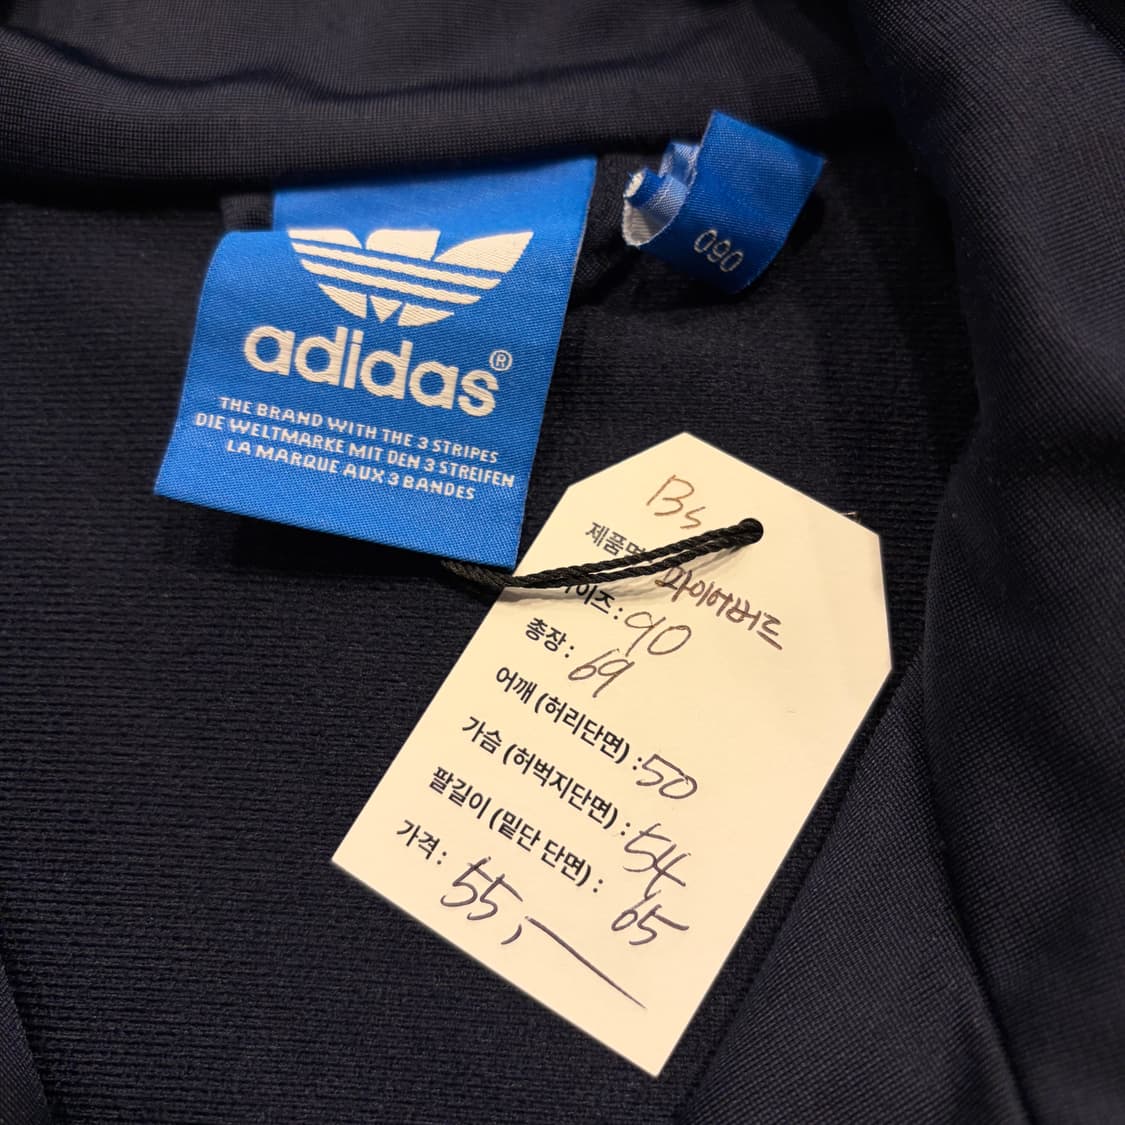 adidas®
THE BRAND WITH THE 3 STRIPES
DIE WELTMARKE MIT DEN 3 STREIFEN
LA MARQUE AUX 3 BANDES
090
Bs
제품명 파이어버드
이즈 : 90
총장 : 69
어깨 (허리단면) : 50
가슴 (허벅지단면) : 54
팔길이 (밑단 단면) : 65
가격 : 55,—